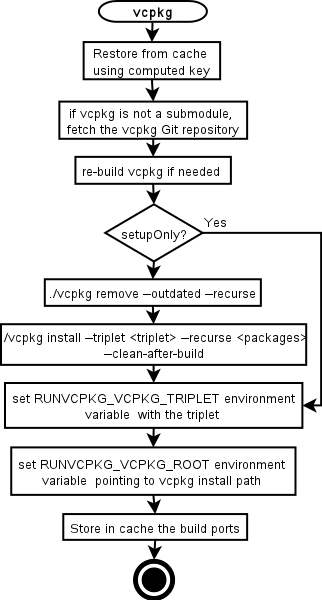 vcpkg
Restore from cache
using computed key
if vcpkg is not a submodule,
fetch the vcpkg Git repository
re-build vcpkg if needed
setupOnly?
Yes
./vcpkg remove —outdated —recurse
/vcpkg install —triplet <triplet> —recurse <packages>
—clean-after-build
set RUNVCPKG_VCPKG_TRIPLET environment
variable with the triplet
set RUNVCPKG_VCPKG_ROOT environment
variable pointing to vcpkg install path
Store in cache the build ports